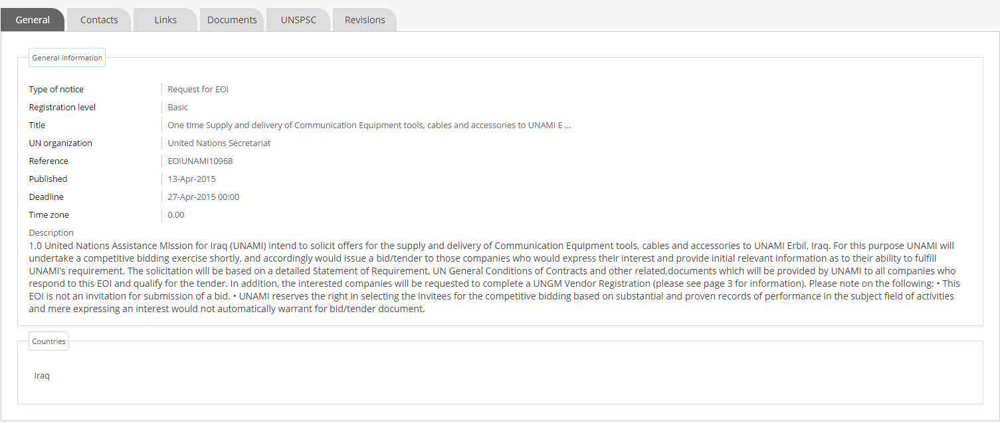 General Contacts Links Documents UNSPSC Revisions
General information
Type of notice Request for EOI
Registration level Basic
Title One time Supply and delivery of Communication Equipment tools, cables and accessories to UNAMI E ...
UN organization United Nations Secretariat
Reference EOIUNAMI10968
Published 13-Apr-2015
Deadline 27-Apr-2015 00:00
Time zone 0.00
Description
1.0 United Nations Assistance Mission for Iraq (UNAMI) intend to solicit offers for the supply and delivery of Communication Equipment tools, cables and accessories to UNAMI Erbil, Iraq. For this purpose UNAMI will
undertake a competitive bidding exercise shortly, and accordingly would issue a bid/tender to those companies who would express their interest and provide initial relevant information as to their ability to fulfill
UNAMI’s requirement. The solicitation will be based on a detailed Statement of Requirement, UN General Conditions of Contracts and other related,documents which will be provided by UNAMI to all companies who
respond to this EOI and qualify for the tender. In addition, the interested companies will be requested to complete a UNGM Vendor Registration (please see page 3 for information). Please note on the following: • This
EOI is not an invitation for submission of a bid. • UNAMI reserves the right in selecting the invitees for the competitive bidding based on substantial and proven records of performance in the subject field of activities
and mere expressing an interest would not automatically warrant for bid/tender document.
Countries
Iraq